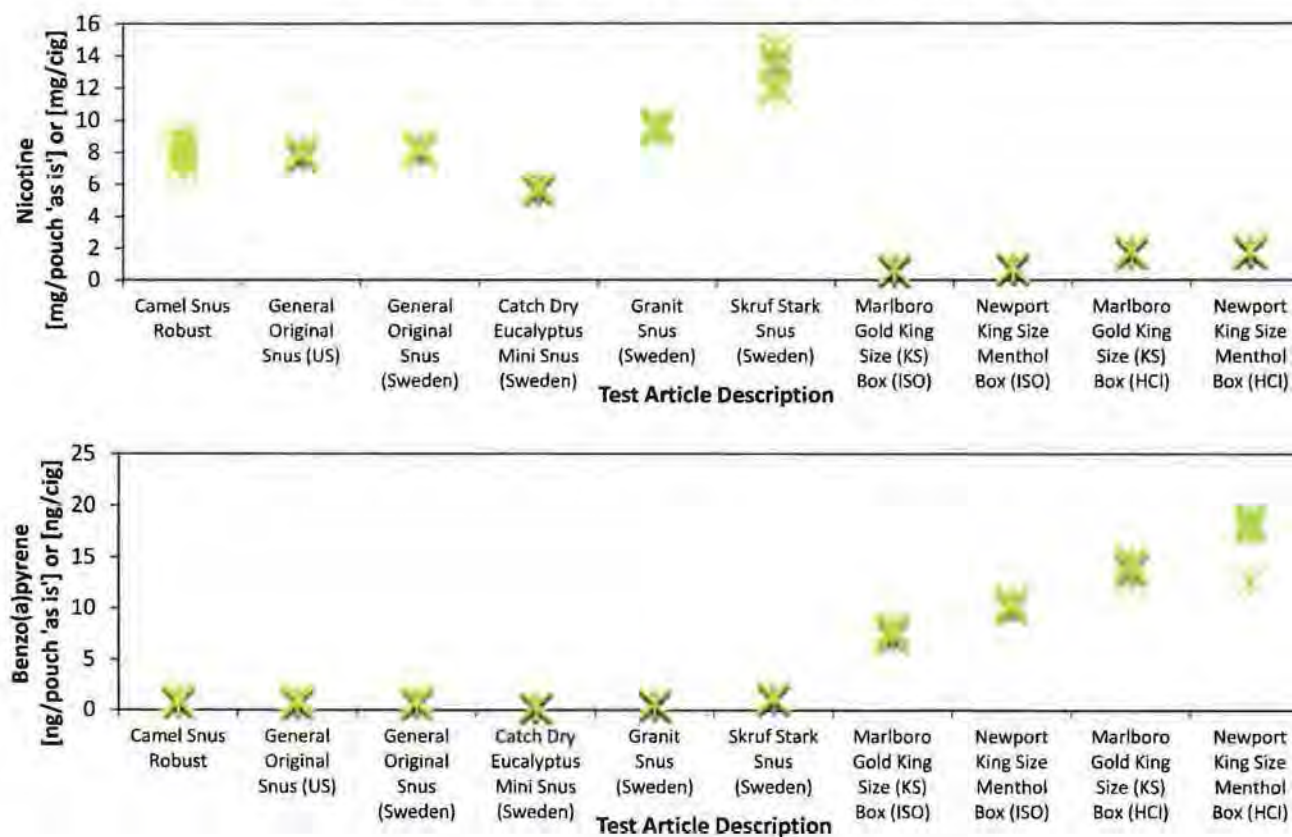 16
14
12
10
8
6
4
2
0
Nicotine
[mg/pouch 'as is'] or [mg/cig]
Camel Snus
Robust
General
Original
Snus (US)
General
Original
Snus
(Sweden)
Catch Dry
Eucalyptus
Mini Snus
(Sweden)
Granit
Snus
(Sweden)
Skruf Stark
Snus
(Sweden)
Marlboro
Gold King
Size (KS)
Box (ISO)
Newport
King Size
Menthol
Box (ISO)
Marlboro
Gold King
Size (KS)
Box (HCI)
Newport
King Size
Menthol
Box (HCI)
Test Article Description
25
20
15
10
5
0
Benzo(a)pyrene
[ng/pouch 'as is'] or [ng/cig]
Camel Snus
Robust
General
Original
Snus (US)
General
Original
Snus
(Sweden)
Catch Dry
Eucalyptus
Mini Snus
(Sweden)
Granit
Snus
(Sweden)
Skruf Stark
Snus
(Sweden)
Marlboro
Gold King
Size (KS)
Box (ISO)
Newport
King Size
Menthol
Box (ISO)
Marlboro
Gold King
Size (KS)
Box (HCI)
Newport
King Size
Menthol
Box (HCI)
Test Article Description